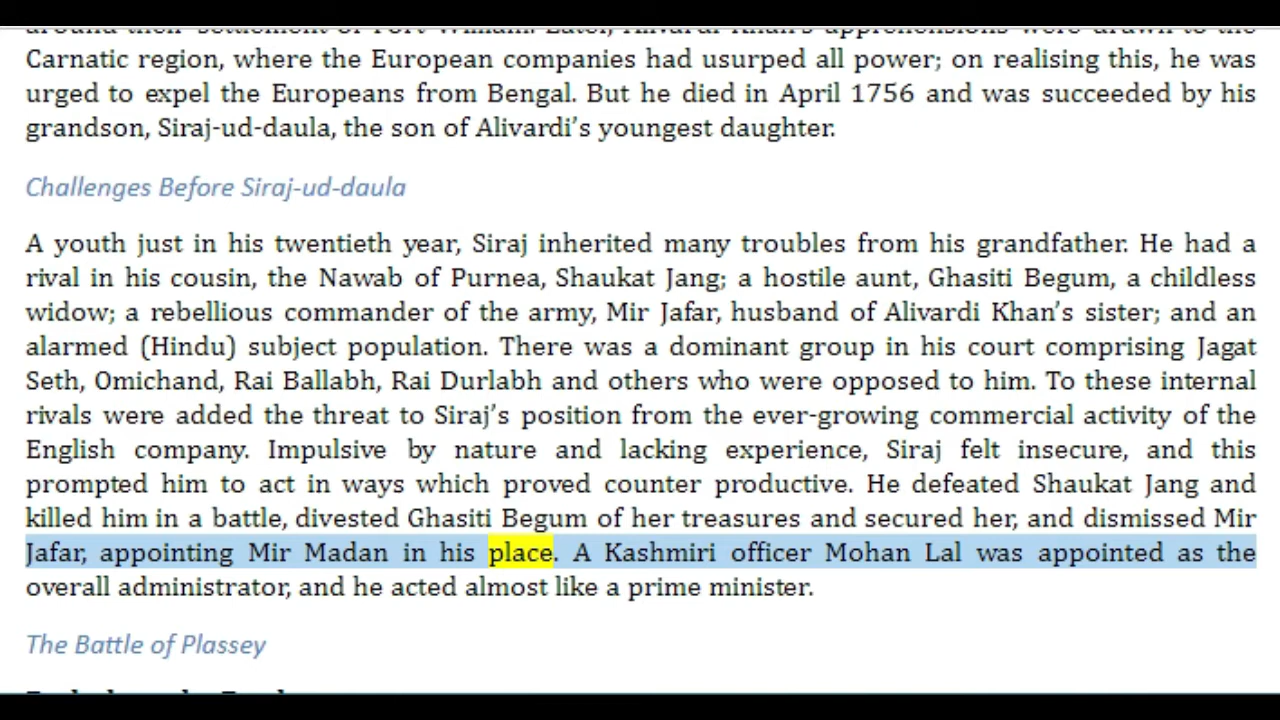 Carnatic region, where the European companies had usurped all power; on realising this, he was
urged to expel the Europeans from Bengal. But he died in April 1756 and was succeeded by his
grandson, Siraj-ud-daula, the son of Alivardi’s youngest daughter.
Challenges Before Siraj-ud-daula
A youth just in his twentieth year, Siraj inherited many troubles from his grandfather. He had a
rival in his cousin, the Nawab of Purnea, Shaukat Jang; a hostile aunt, Ghasiti Begum, a childless
widow; a rebellious commander of the army, Mir Jafar, husband of Alivardi Khan’s sister; and an
alarmed (Hindu) subject population. There was a dominant group in his court comprising Jagat
Seth, Omichand, Rai Ballabh, Rai Durlabh and others who were opposed to him. To these internal
rivals were added the threat to Siraj’s position from the ever-growing commercial activity of the
English company. Impulsive by nature and lacking experience, Siraj felt insecure, and this
prompted him to act in ways which proved counter productive. He defeated Shaukat Jang and
killed him in a battle, divested Ghasiti Begum of her treasures and secured her, and dismissed Mir
Jafar, appointing Mir Madan in his place. A Kashmiri officer Mohan Lal was appointed as the
overall administrator, and he acted almost like a prime minister.
The Battle of Plassey